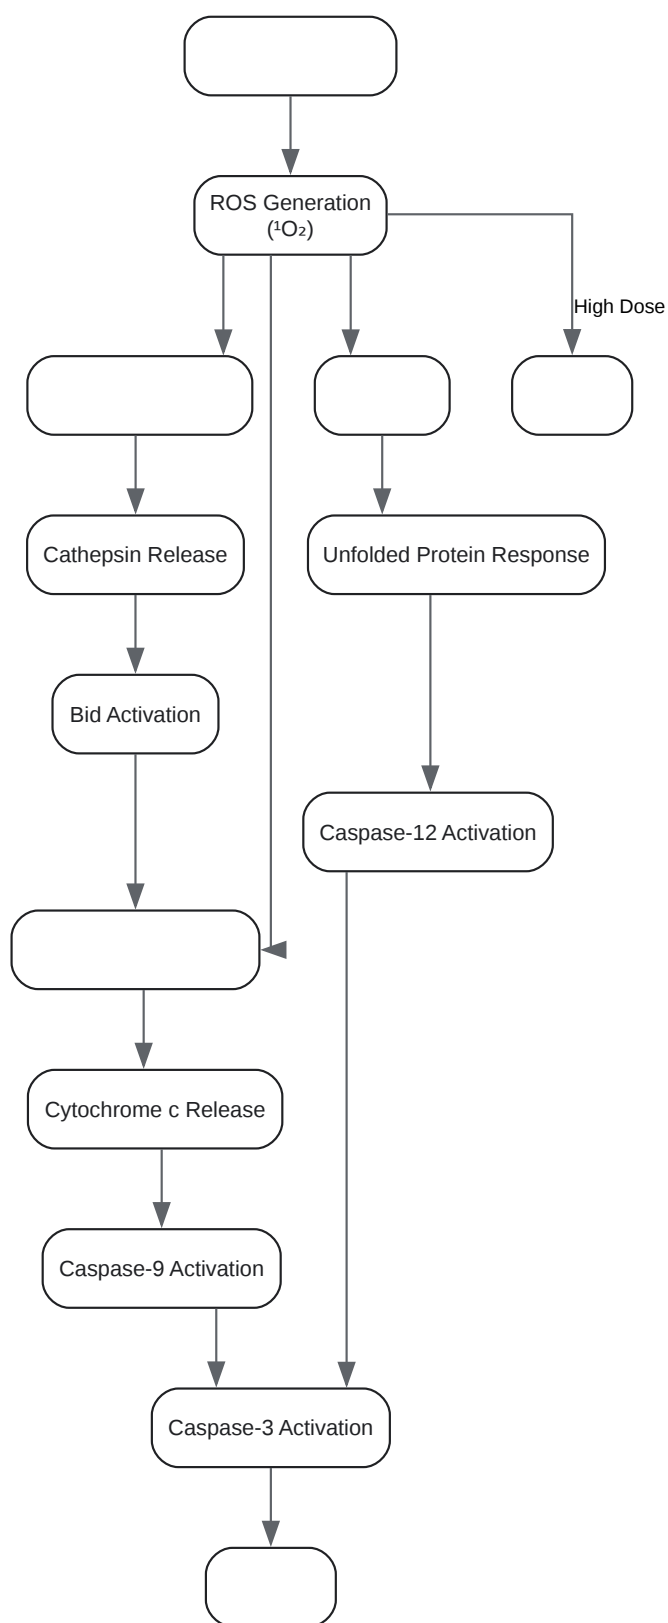 ROS Generation
(¹O₂)
High Dose
Cathepsin Release
Unfolded Protein Response
Bid Activation
Caspase-12 Activation
Cytochrome c Release
Caspase-9 Activation
Caspase-3 Activation